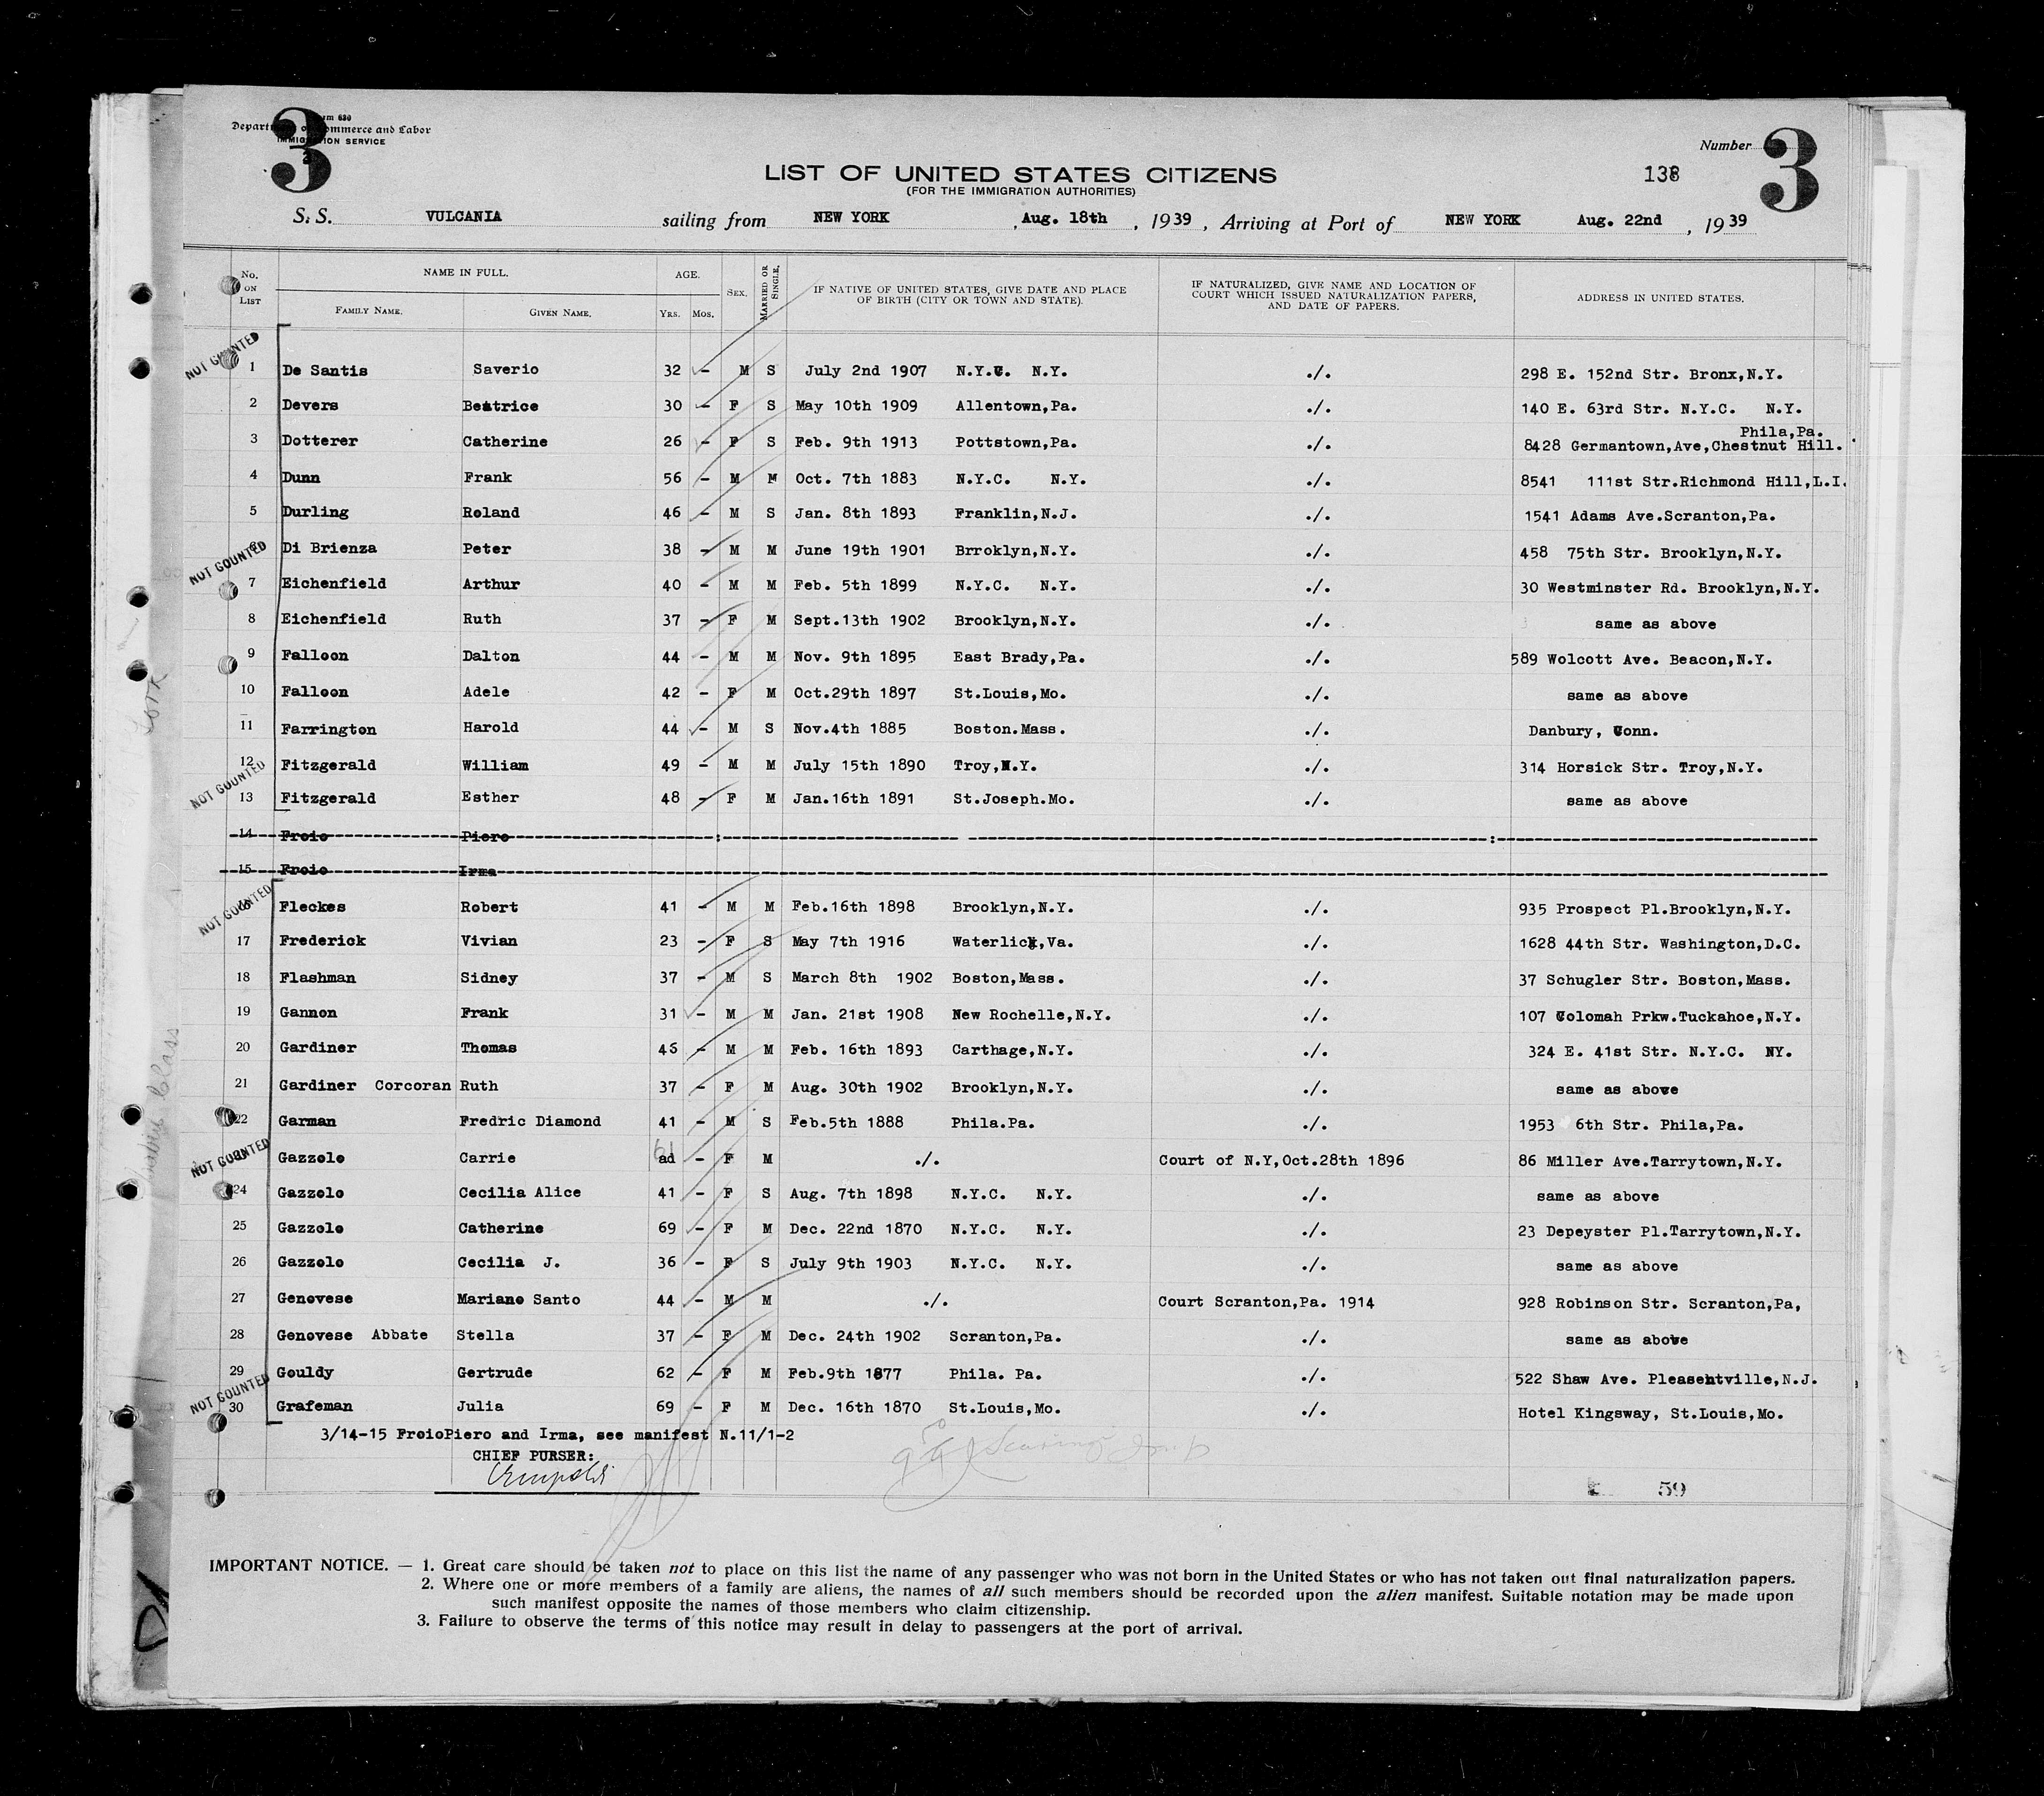 3 3
Form 630
Department of Commerce and Labor
IMMIGRATION SERVICE
Number
LIST OF UNITED STATES CITIZENS
138
(FOR THE IMMIGRATION AUTHORITIES)
S. S. VULCANIA sailing from NEW YORK , Aug. 18th , 1939 , Arriving at Port of NEW YORK Aug. 22nd , 1939
No. ON LIST NAME IN FULL. AGE. SEX. MARRIED OR SINGLE. IF NATIVE OF UNITED STATES, GIVE DATE AND PLACE OF BIRTH (CITY OR TOWN AND STATE). IF NATURALIZED, GIVE NAME AND LOCATION OF COURT WHICH ISSUED NATURALIZATION PAPERS, AND DATE OF PAPERS. ADDRESS IN UNITED STATES.
FAMILY NAME. GIVEN NAME. YRS. MOS.
NOT COUNTED
1 De Santis Saverio 32 - M S July 2nd 1907 N.Y.C. N.Y. ./. 298 E. 152nd Str. Bronx,N.Y.
2 Devers Beatrice 30 - F S May 10th 1909 Allentown,Pa. ./. 140 E. 63rd Str. N.Y.C. N.Y.
Phila,Pa.
3 Dotterer Catherine 26 - F S Feb. 9th 1913 Pottstown,Pa. ./. 8428 Germantown,Ave,Chestnut Hill.
4 Dunn Frank 56 - M M Oct. 7th 1883 N.Y.C. N.Y. ./. 8541 111st Str.Richmond Hill,L.I.
5 Durling Roland 46 - M S Jan. 8th 1893 Franklin,N.J. ./. 1541 Adams Ave.Scranton,Pa.
NOT COUNTED
6 Di Brienza Peter 38 - M M June 19th 1901 Brroklyn,N.Y. ./. 458 75th Str. Brooklyn,N.Y.
7 Eichenfield Arthur 40 - M M Feb. 5th 1899 N.Y.C. N.Y. ./. 30 Westminster Rd. Brooklyn,N.Y.
8 Eichenfield Ruth 37 - F M Sept.13th 1902 Brooklyn,N.Y. ./. same as above
9 Falloon Dalton 44 - M M Nov. 9th 1895 East Brady,Pa. ./. 589 Wolcott Ave. Beacon,N.Y.
10 Falloon Adele 42 - F M Oct.29th 1897 St.Louis,Mo. ./. same as above
11 Farrington Harold 44 - M S Nov.4th 1885 Boston.Mass. ./. Danbury, Conn.
12 Fitzgerald William 49 - M M July 15th 1890 Troy,N.Y. ./. 314 Horsick Str. Troy,N.Y.
NOT COUNTED
13 Fitzgerald Esther 48 - F M Jan.16th 1891 St.Joseph.Mo. ./. same as above
14 Froio Piero
15 Froio Irma
NOT COUNTED
16 Fleckes Robert 41 - M M Feb.16th 1898 Brooklyn,N.Y. ./. 935 Prospect Pl.Brooklyn,N.Y.
17 Frederick Vivian 23 - F S May 7th 1916 Waterlick,Va. ./. 1628 44th Str. Washington,D.C.
18 Flashman Sidney 37 - M S March 8th 1902 Boston,Mass. ./. 37 Schugler Str. Boston,Mass.
19 Gannon Frank 31 - M M Jan. 21st 1908 New Rochelle,N.Y. ./. 107 Colomah Prkw.Tuckahoe,N.Y.
20 Gardiner Thomas 46 - M M Feb. 16th 1893 Carthage,N.Y. ./. 324 E. 41st Str. N.Y.C. NY.
21 Gardiner Corcoran Ruth 37 - F M Aug. 30th 1902 Brooklyn,N.Y. ./. same as above
22 Garman Fredric Diamond 41 - M S Feb.5th 1888 Phila.Pa. ./. 1953 6th Str. Phila,Pa.
NOT COUNTED
23 Gazzolo Carrie ad 61 - F M ./. Court of N.Y,Oct.28th 1896 86 Miller Ave.Tarrytown,N.Y.
24 Gazzolo Cecilia Alice 41 - F S Aug. 7th 1898 N.Y.C. N.Y. ./. same as above
25 Gazzolo Catherine 69 - F M Dec. 22nd 1870 N.Y.C. N.Y. ./. 23 Depeyster Pl.Tarrytown,N.Y.
26 Gazzolo Cecilia J. 36 - F S July 9th 1903 N.Y.C. N.Y. ./. same as above
27 Genovese Mariano Santo 44 - M M ./. Court Scranton,Pa. 1914 928 Robinson Str. Scranton,Pa,
28 Genovese Abbate Stella 37 - F M Dec. 24th 1902 Scranton,Pa. ./. same as above
29 Gouldy Gertrude 62 - F M Feb.9th 1877 Phila. Pa. ./. 522 Shaw Ave. Pleasehtville,N.J.
NOT COUNTED
30 Grafeman Julia 69 - F M Dec. 16th 1870 St.Louis,Mo. ./. Hotel Kingsway, St.Louis,Mo.
3/14-15 FroioPiero and Irma, see manifest N.11/1-2
CHIEF PURSER:
59
IMPORTANT NOTICE. — 1. Great care should be taken not to place on this list the name of any passenger who was not born in the United States or who has not taken out final naturalization papers.
2. Where one or more members of a family are aliens, the names of all such members should be recorded upon the alien manifest. Suitable notation may be made upon
such manifest opposite the names of those members who claim citizenship.
3. Failure to observe the terms of this notice may result in delay to passengers at the port of arrival.